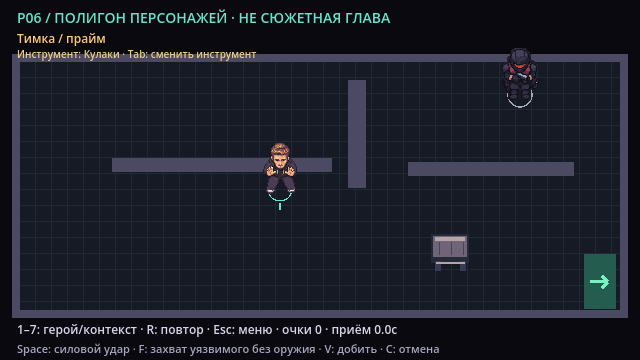 P06 / ПОЛИГОН ПЕРСОНАЖЕЙ · НЕ СЮЖЕТНАЯ ГЛАВА
Тимка / прайм
Инструмент: Кулаки · Tab: сменить инструмент
1–7: герой/контекст · R: повтор · Esc: меню · очки 0 · приём 0.0с
Space: силовой удар · F: захват уязвимого без оружия · V: добить · C: отмена